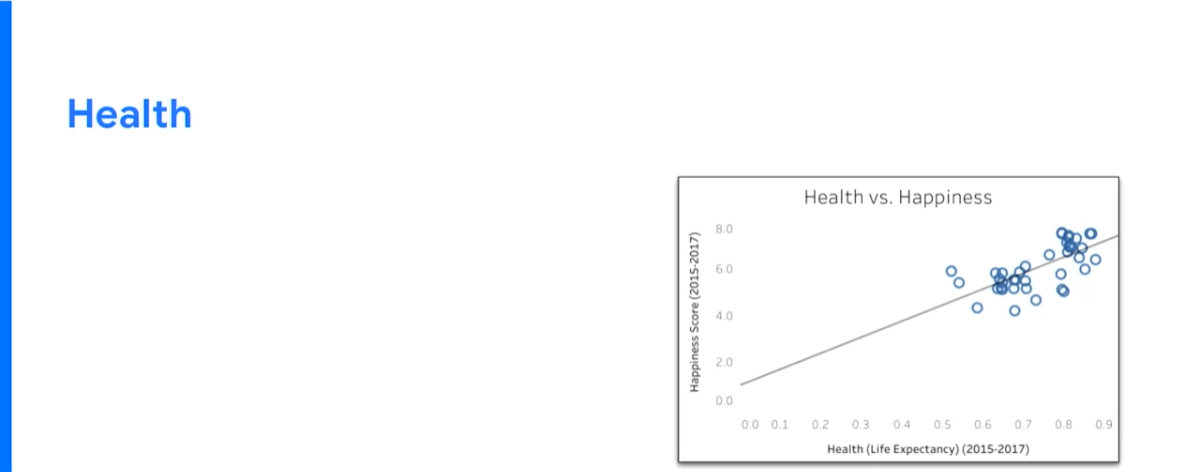 Health
Health vs. Happiness
Happiness Score (2015-2017)
8.0
6.0
4.0
2.0
0.0
0.0 0.1 0.2 0.3 0.4 0.5 0.6 0.7 0.8 0.9
Health (Life Expectancy) (2015-2017)